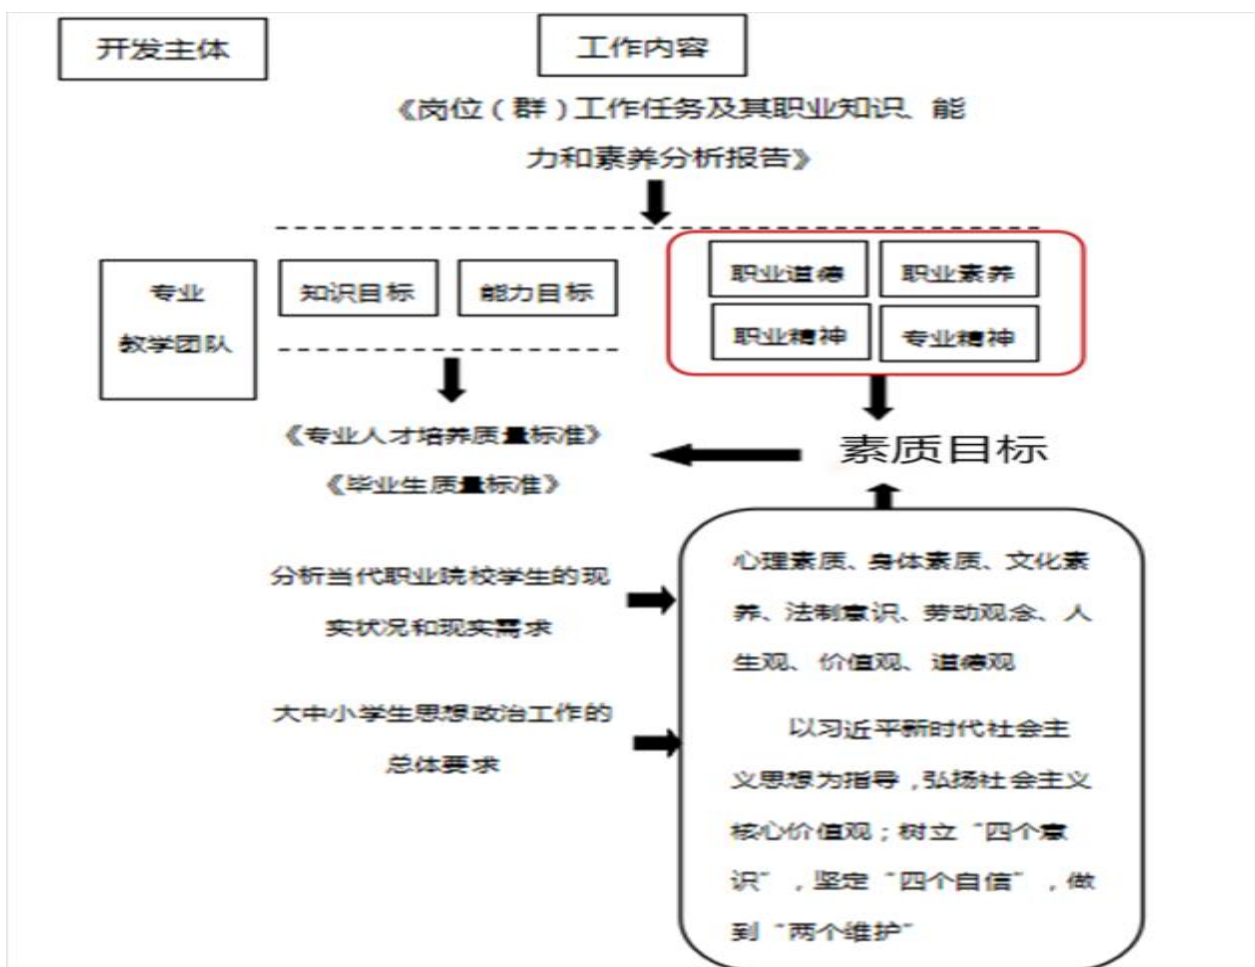 开发主体
工作内容
《岗位（群）工作任务及其职业知识、能
力和素养分析报告》
专业
教学团队
知识目标
能力目标
职业道德
职业素养
职业精神
专业精神
《专业人才培养质量标准》
《毕业生质量标准》
素质目标
分析当代职业院校学生的现
实状况和现实需求
大中小学生思想政治工作的
总体要求
心理素质、身体素质、文化素
养、法制意识、劳动观念、人
生观、价值观、道德观
以习近平新时代社会主
义思想为指导，弘扬社会主义
核心价值观；树立“四个意
识”，坚定“四个自信”，做
到“两个维护”